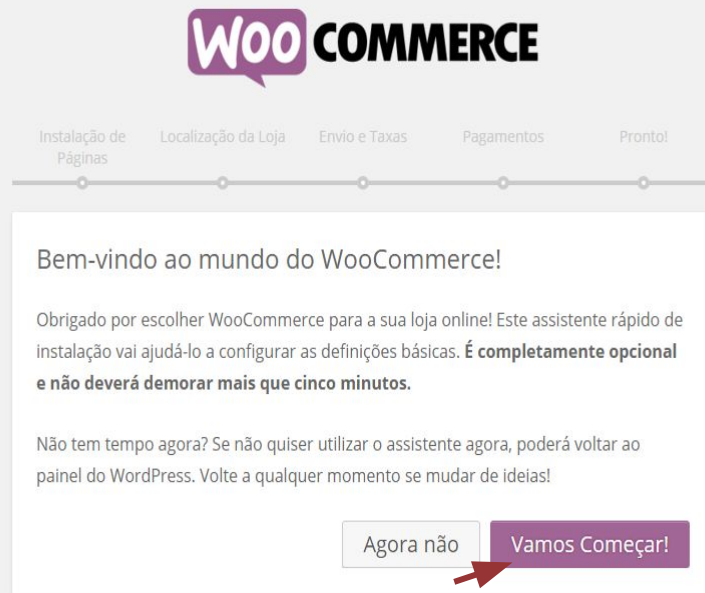 WOO COMMERCE
Instalação de Páginas
Localização da Loja
Envio e Taxas
Pagamentos
Pronto!
Bem-vindo ao mundo do WooCommerce!
Obrigado por escolher WooCommerce para a sua loja online! Este assistente rápido de
instalação vai ajudá-lo a configurar as definições básicas. É completamente opcional
e não deverá demorar mais que cinco minutos.
Não tem tempo agora? Se não quiser utilizar o assistente agora, poderá voltar ao
painel do WordPress. Volte a qualquer momento se mudar de ideias!
Agora não
Vamos Começar!